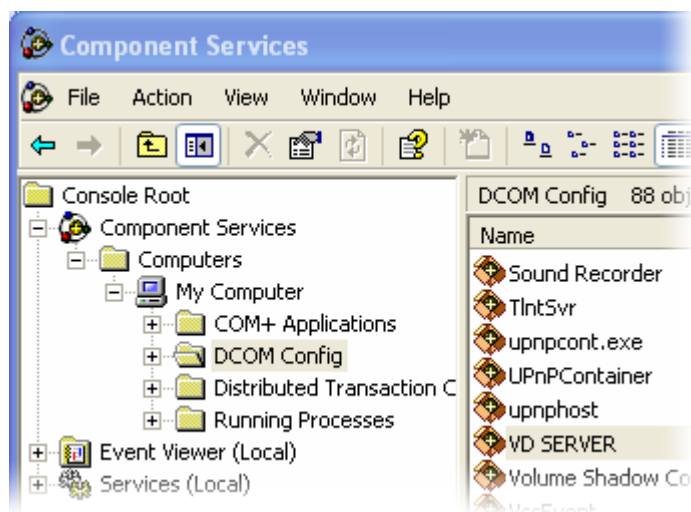 Component Services
File Action View Window Help
Console Root
Component Services
Computers
My Computer
COM+ Applications
DCOM Config
Distributed Transaction C
Running Processes
Event Viewer (Local)
Services (Local)
DCOM Config 88 obj
Name
Sound Recorder
TlntSvr
upnpcont.exe
UPnPContainer
upnphost
VD SERVER
Volume Shadow Co
VssEvent